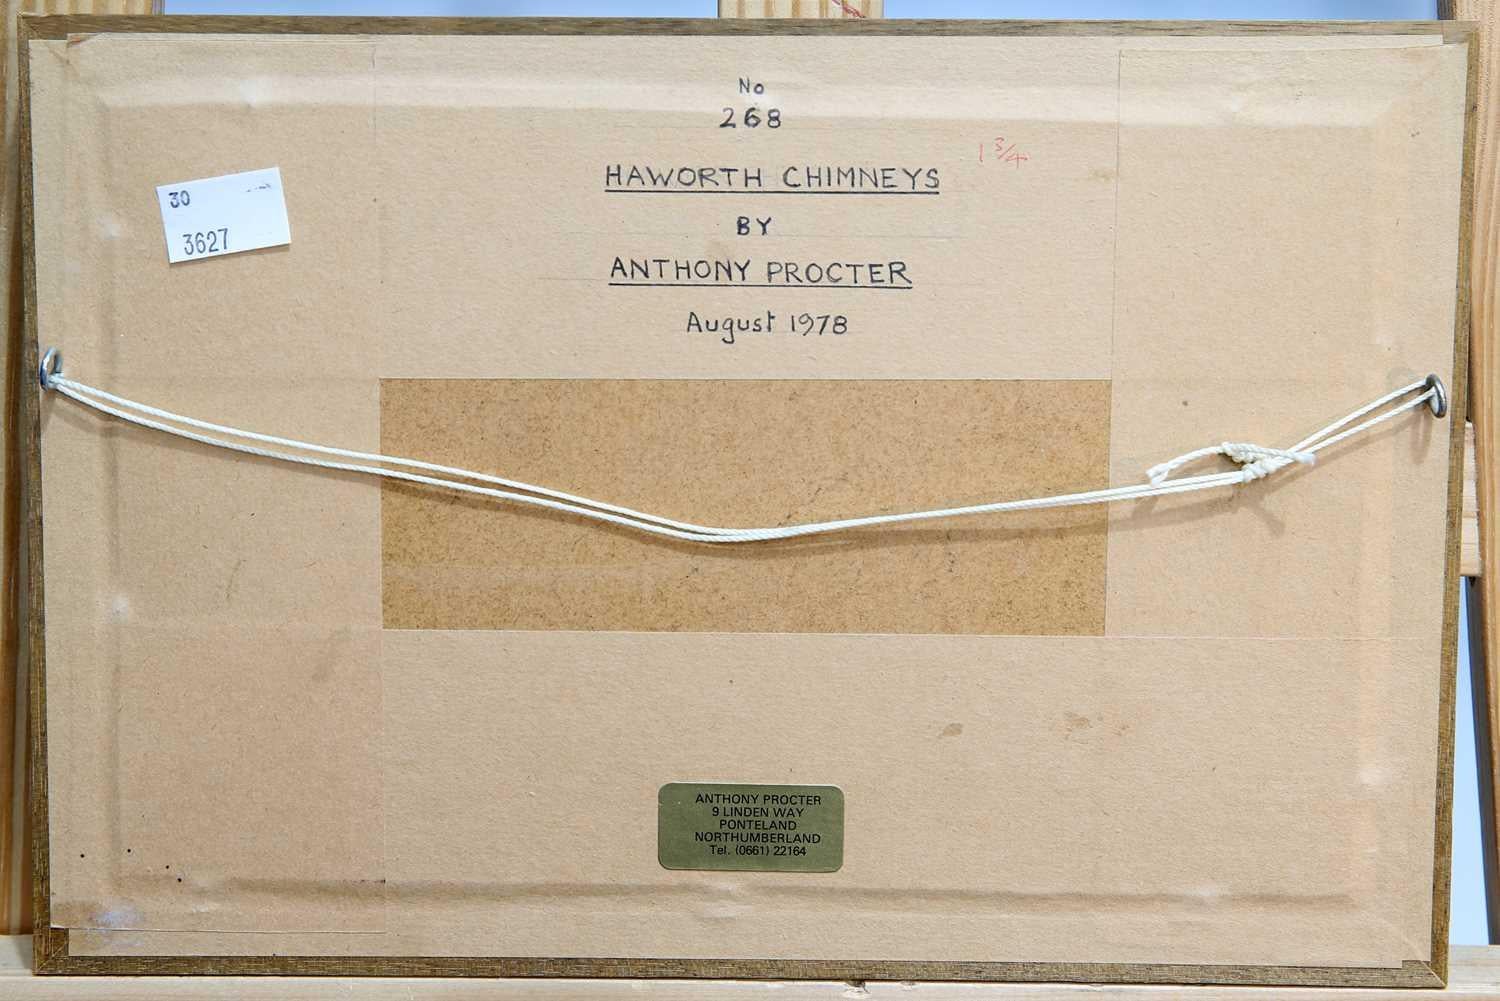 No
268
1 3/4
HAWORTH CHIMNEYS
BY
ANTHONY PROCTER
August 1978
30
3627
ANTHONY PROCTER
9 LINDEN WAY
PONTELAND
NORTHUMBERLAND
Tel. (0661) 22164